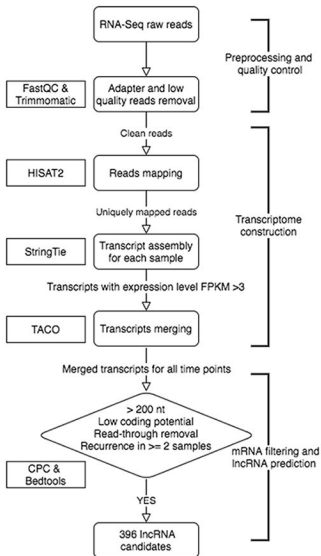 RNA-Seq raw reads
Preprocessing and
quality control
FastQC &
Trimmomatic
Adapter and low
quality reads removal
Clean reads
HISAT2
Reads mapping
Uniquely mapped reads
Transcriptome
construction
StringTie
Transcript assembly
for each sample
Transcripts with expression level FPKM >3
TACO
Transcripts merging
Merged transcripts for all time points
> 200 nt
Low coding potential
Read-through removal
Recurrence in >= 2 samples
mRNA filtering and
lncRNA prediction
CPC &
Bedtools
YES
396 lncRNA
candidates